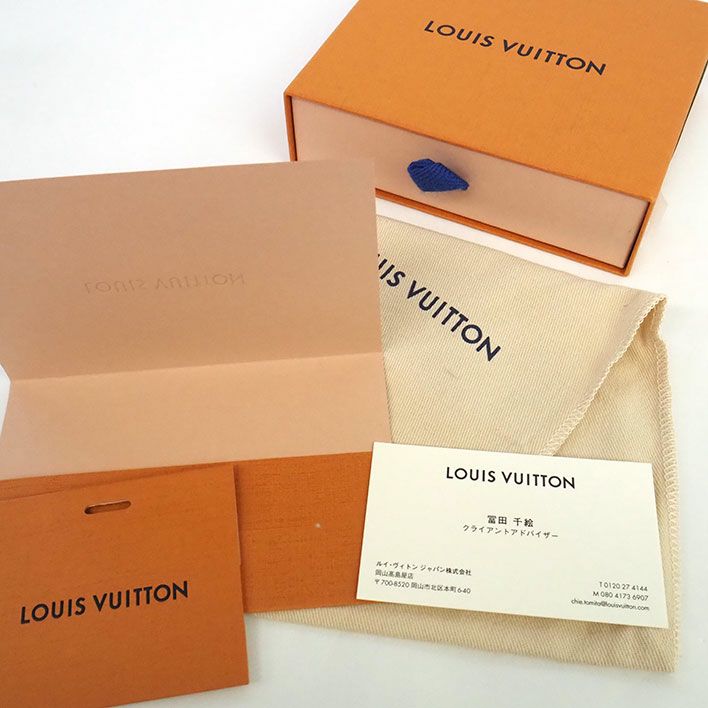 LOUIS VUITTON
LOUIS VUITTON
LOUIS VUITTON
LOUIS VUITTON
LOUIS VUITTON
冨田 千絵
クライアントアドバイザー
ルイ・ヴィトン ジャパン株式会社
岡山高島屋店
〒700-8520 岡山市北区本町6-40
T 0120 27 4144
M 080 4173 6907
chie.tomita@louisvuitton.com